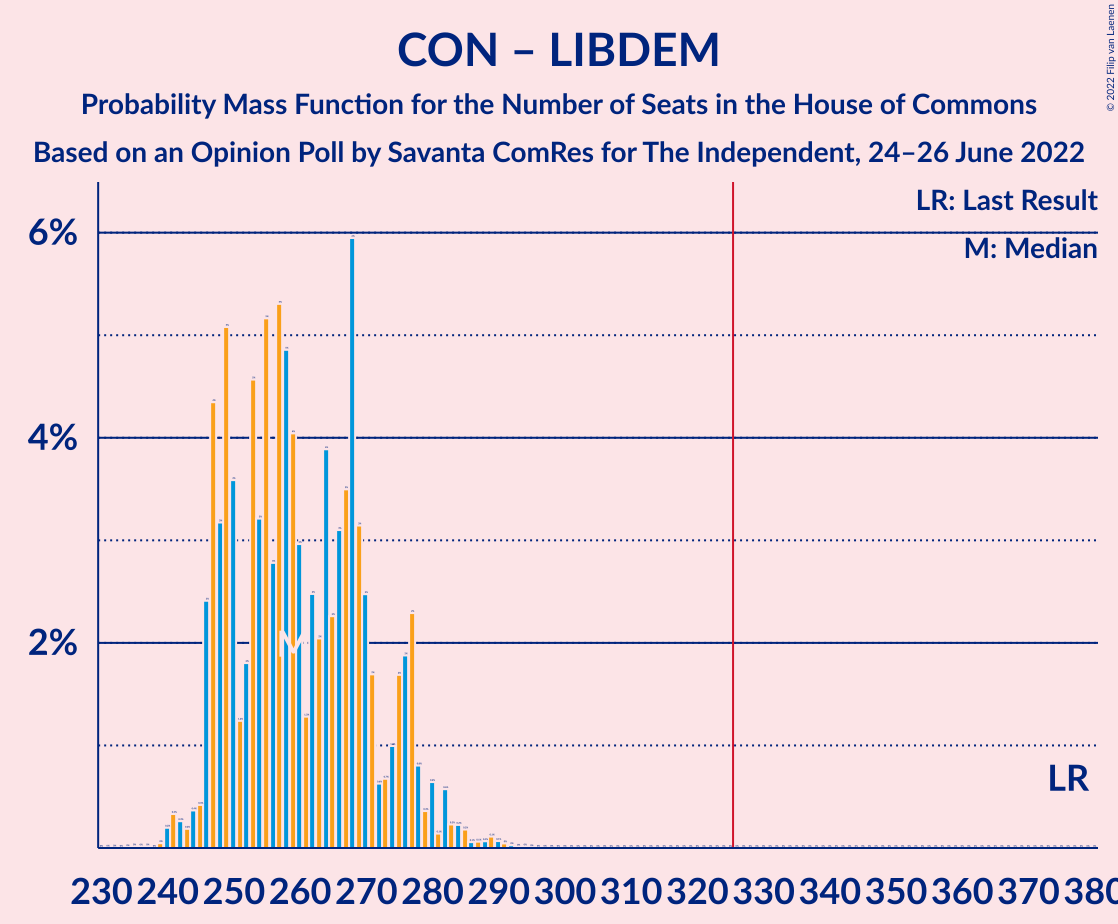 CON – LIBDEM
Probability Mass Function for the Number of Seats in the House of Commons
Based on an Opinion Poll by Savanta ComRes for The Independent, 24–26 June 2022
© 2022 Filip van Laenen
LR: Last Result
M: Median
6%
4%
2%
M
LR
230 240 250 260 270 280 290 300 310 320 330 340 350 360 370 380